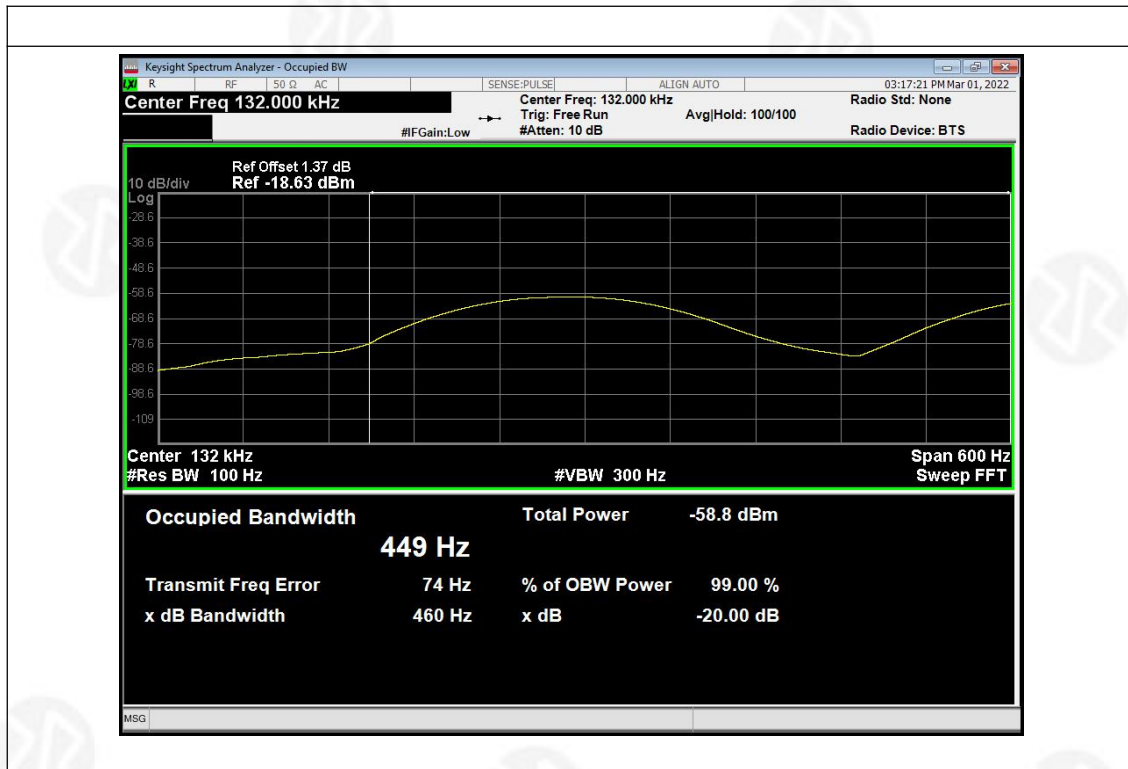 Keysight Spectrum Analyzer - Occupied BW
LXI R RF 50 Ω AC SENSE:PULSE ALIGN AUTO 03:17:21 PM Mar 01, 2022
Center Freq 132.000 kHz
Center Freq: 132.000 kHz
Radio Std: None
Trig: Free Run
Avg|Hold: 100/100
#IFGain:Low
#Atten: 10 dB
Radio Device: BTS
Ref Offset 1.37 dB
10 dB/div Ref -18.63 dBm
Log
-28.6
-38.6
-48.6
-58.6
-68.6
-78.6
-88.6
-98.6
-109
Center 132 kHz Span 600 Hz
#Res BW 100 Hz #VBW 300 Hz Sweep FFT
Occupied Bandwidth Total Power -58.8 dBm
449 Hz
Transmit Freq Error 74 Hz % of OBW Power 99.00 %
x dB Bandwidth 460 Hz x dB -20.00 dB
MSG